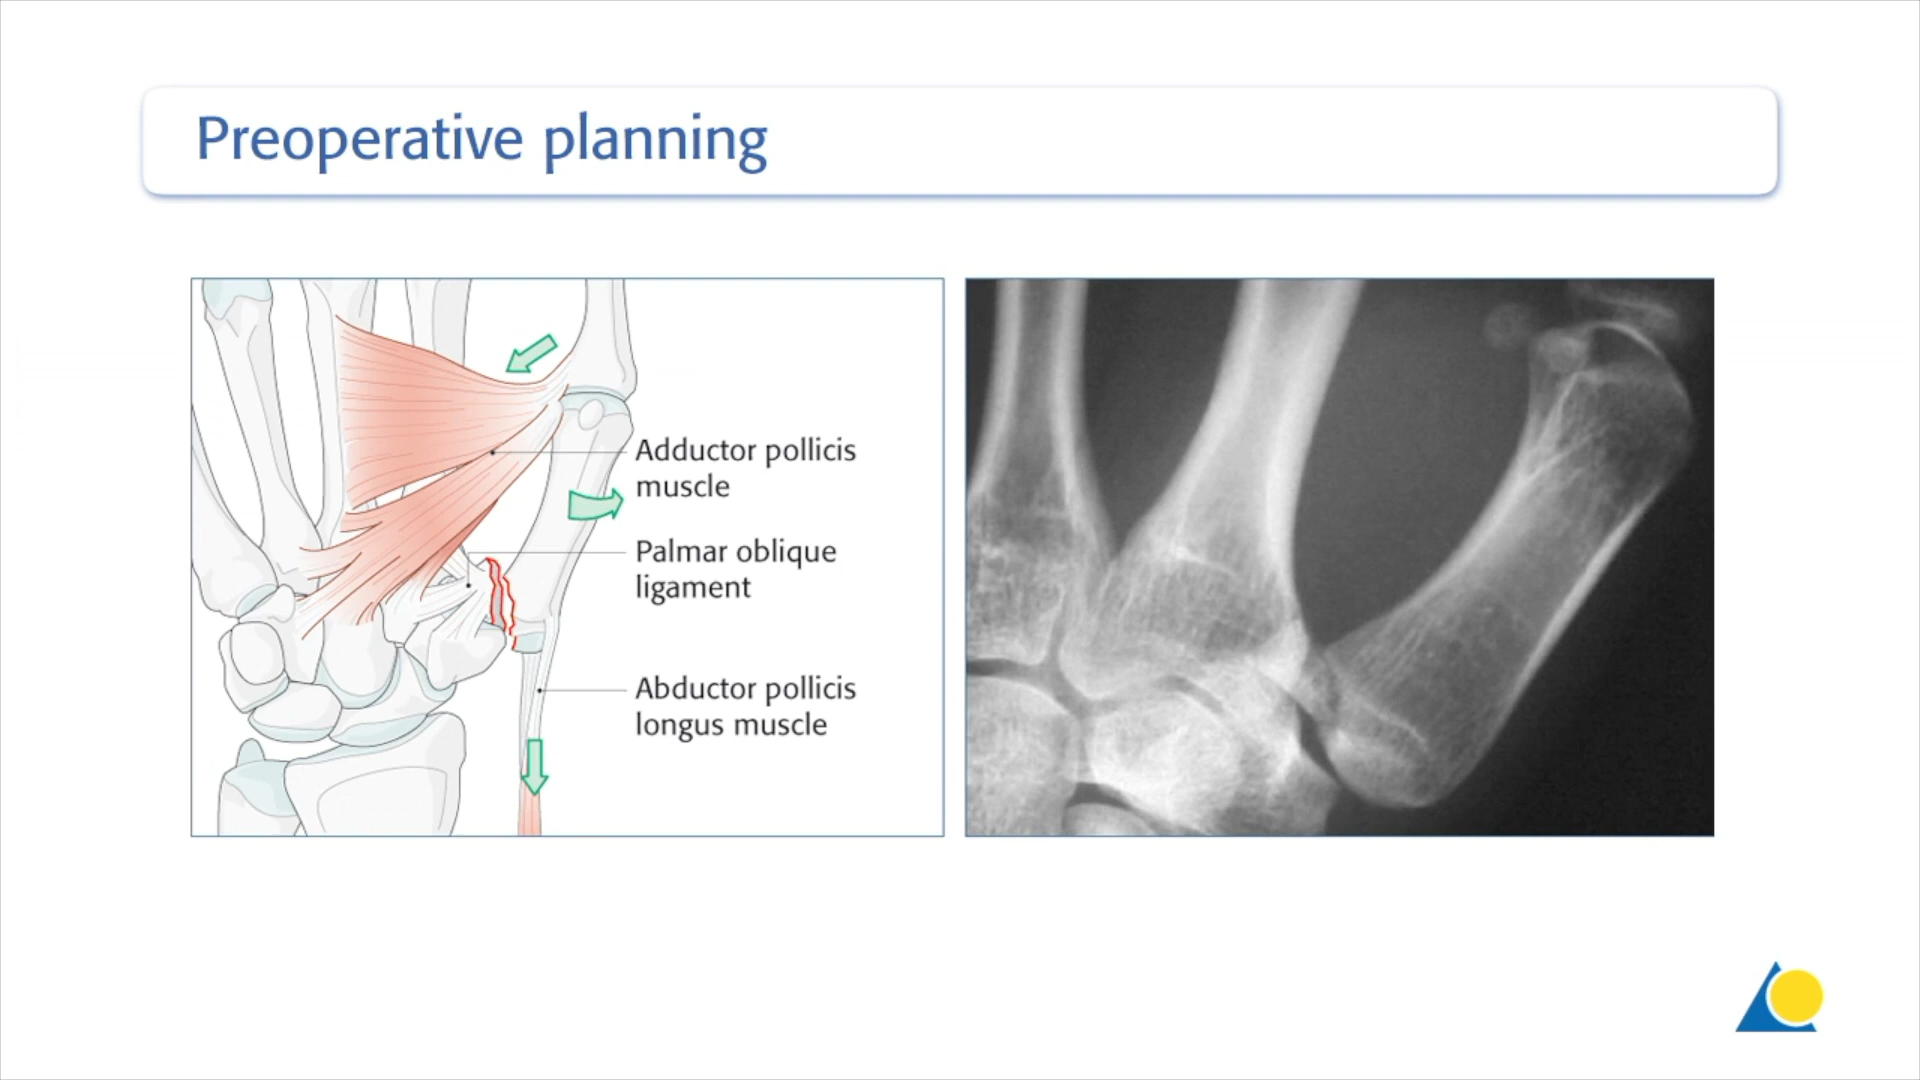 Preoperative planning
Adductor pollicis
muscle
Palmar oblique
ligament
Abductor pollicis
longus muscle